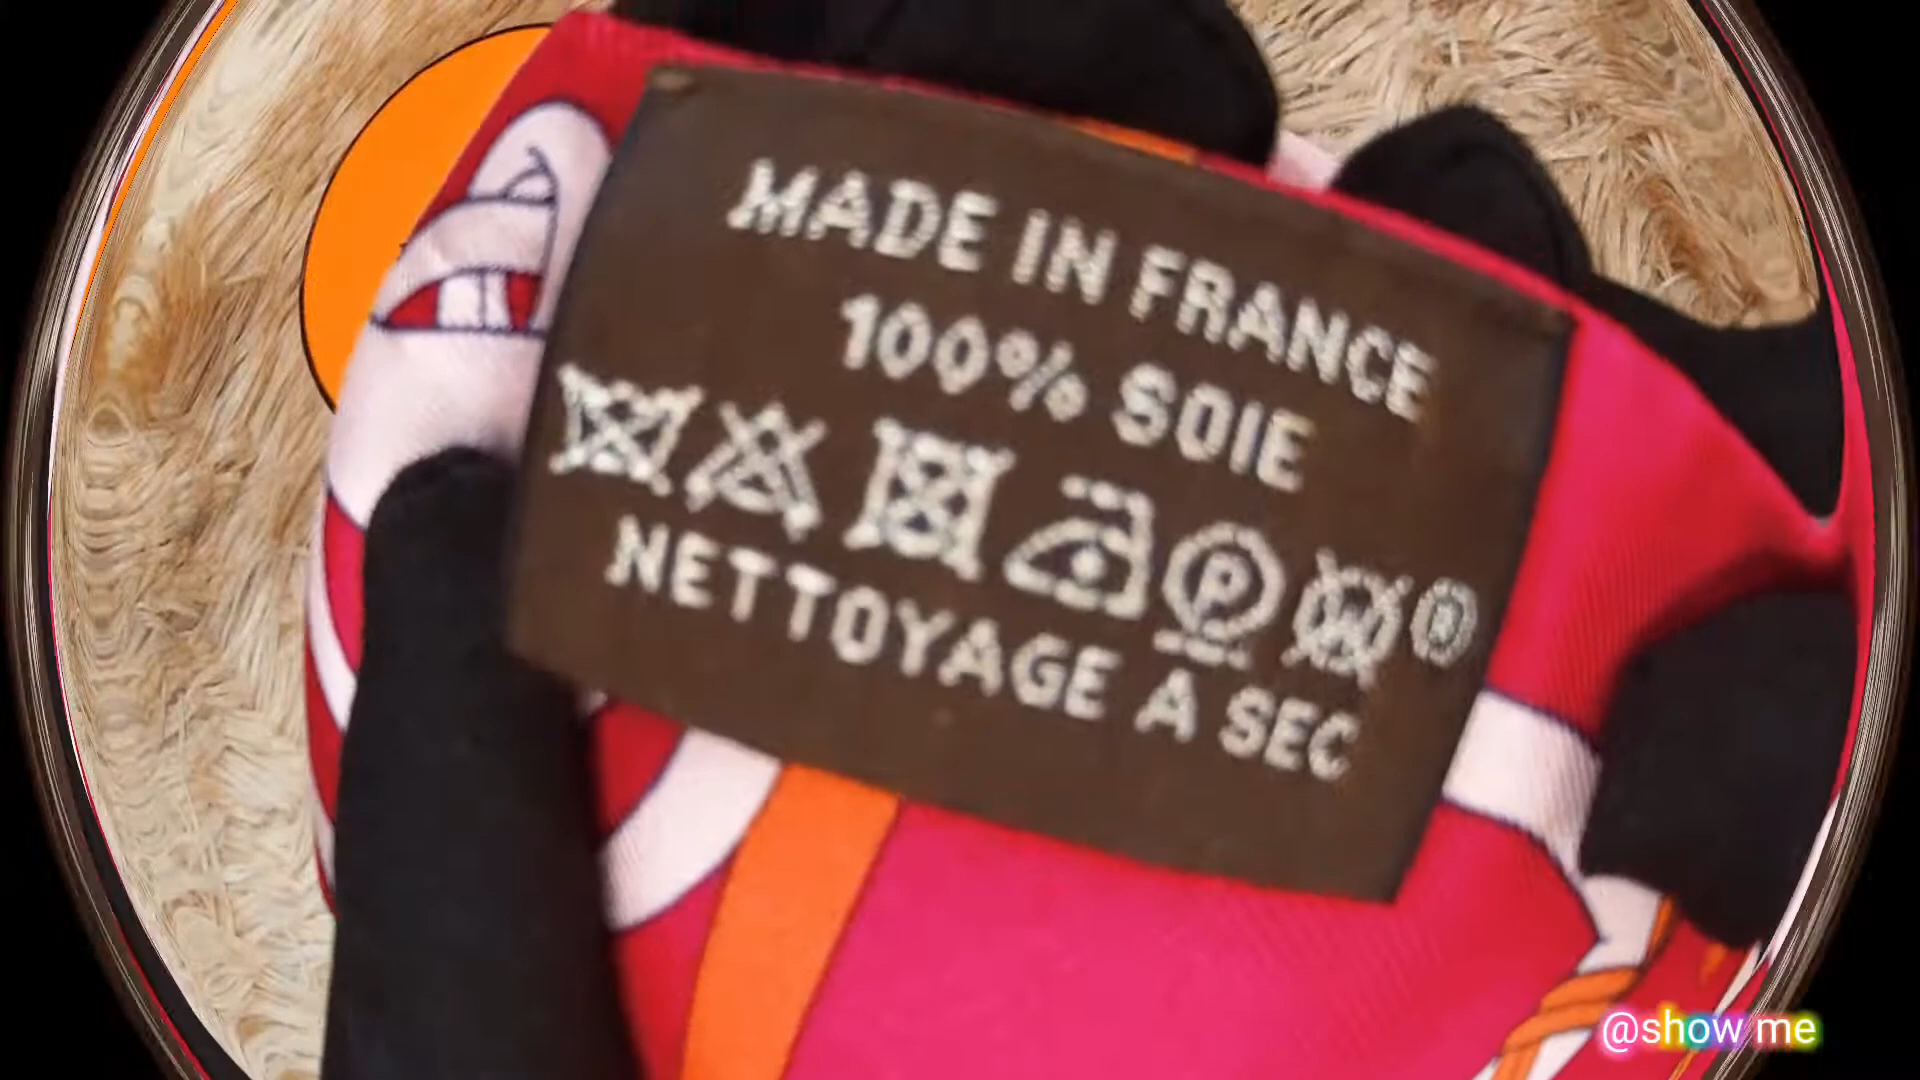 MADE IN FRANCE
100% SOIE
P W ®
NETTOYAGE A SEC
@show me